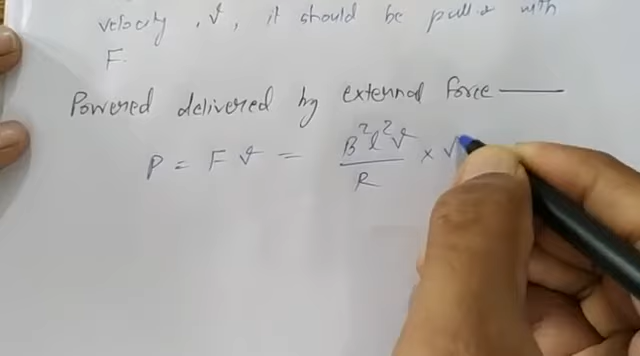 velocity, v, it should be pulled with
F.
Powered delivered by external force —
P = F v = B²l²v / R × v